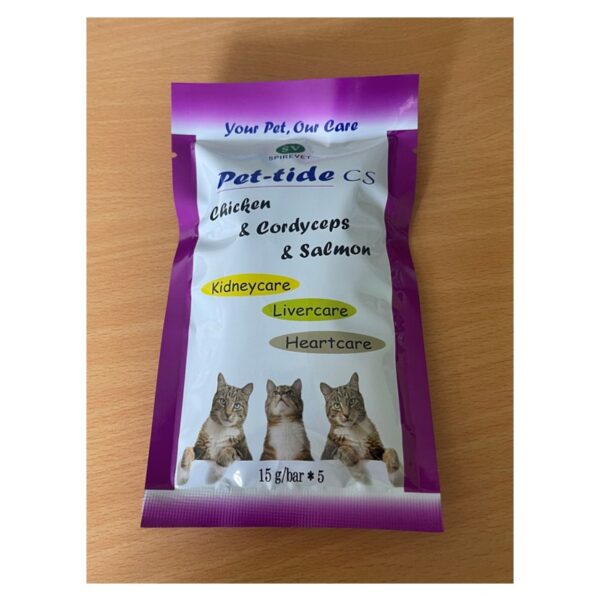 Your Pet, Our Care
SV
SPIREVET
Pet-tide CS
Chicken
& Cordyceps
& Salmon
Kidneycare
Livercare
Heartcare
15 g/bar * 5